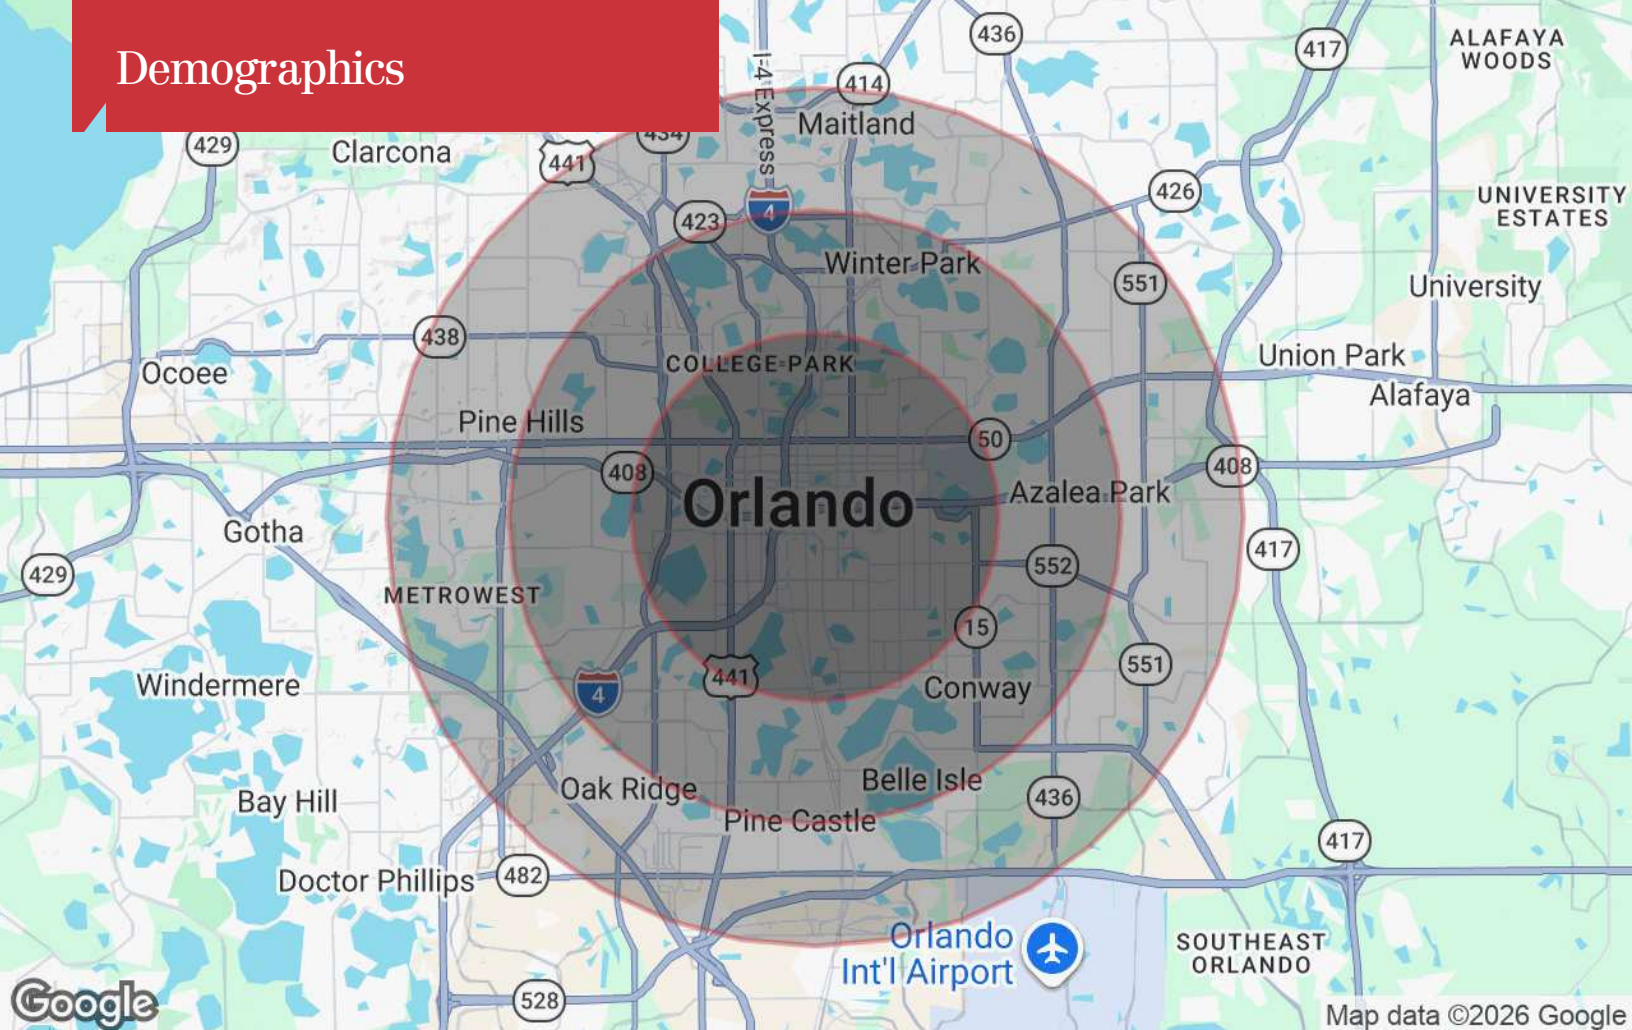 Demographics
436
417
ALAFAYA
WOODS
I-4 Express
414
Maitland
434
429
Clarcona
441
426
UNIVERSITY
ESTATES
4
423
Winter Park
551
University
438
COLLEGE PARK
Union Park
Ocoee
Alafaya
Pine Hills
50
408
408
Orlando
Azalea Park
Gotha
417
429
552
METROWEST
15
551
441
Windermere
4
Conway
Oak Ridge
Belle Isle
Bay Hill
436
Pine Castle
417
Doctor Phillips
482
Orlando
Int'l Airport
SOUTHEAST
ORLANDO
Google
528
Map data ©2026 Google